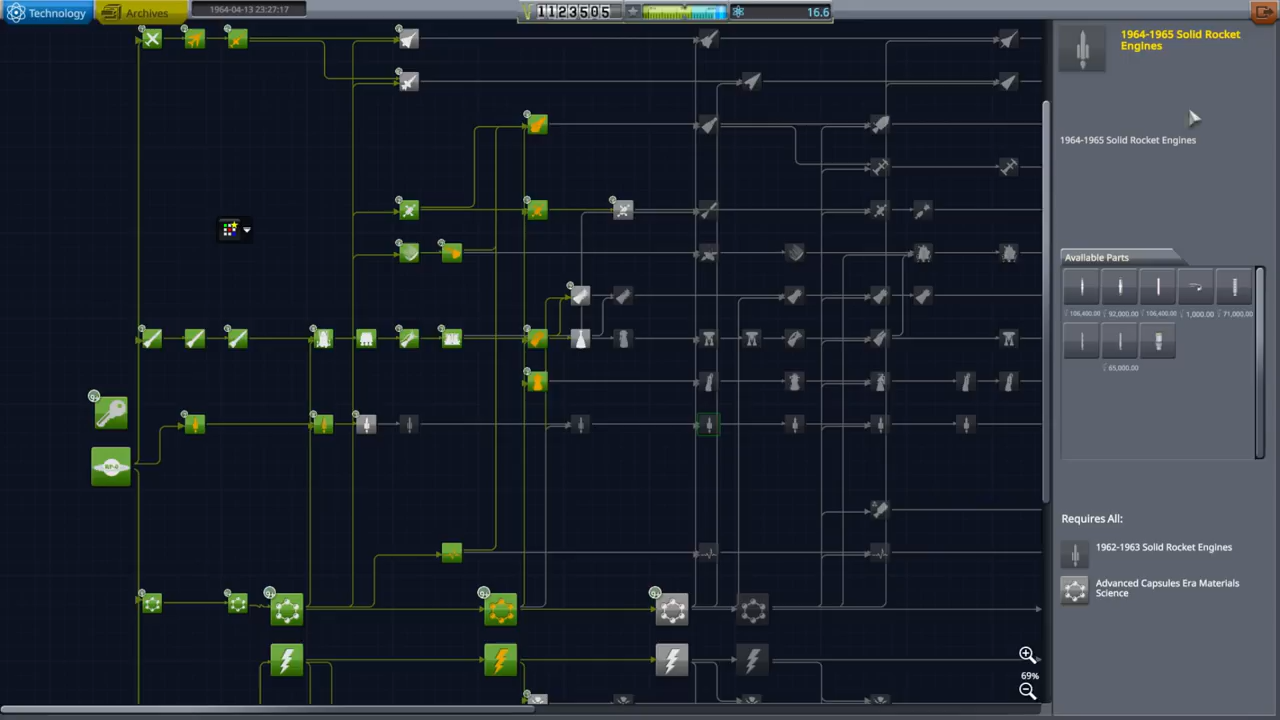 Technology
Archives
1964-04-13 23:27:17
1123505
16.6
1964-1965 Solid Rocket
Engines
1964-1965 Solid Rocket Engines
Available Parts
106,400.00
92,000.00
106,400.00
1,000.00
71,000.00
65,000.00
RP-0
Requires All:
1962-1963 Solid Rocket Engines
Advanced Capsules Era Materials
Science
69%